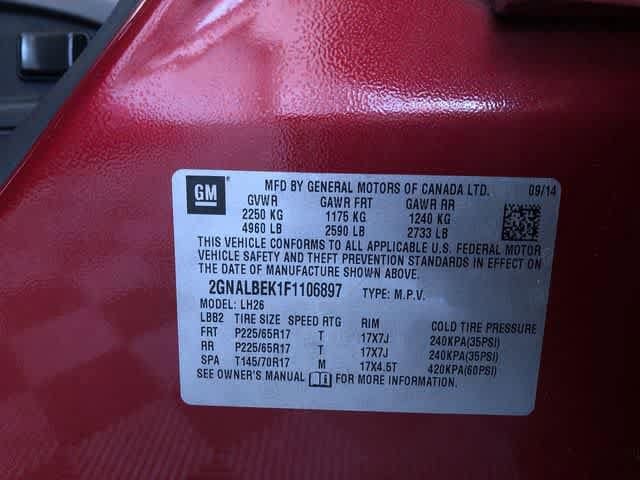 GM MFD BY GENERAL MOTORS OF CANADA LTD. 09/14
GVWR GAWR FRT GAWR RR
2250 KG 1175 KG 1240 KG
4960 LB 2590 LB 2733 LB
THIS VEHICLE CONFORMS TO ALL APPLICABLE U.S. FEDERAL MOTOR
VEHICLE SAFETY AND THEFT PREVENTION STANDARDS IN EFFECT ON
THE DATE OF MANUFACTURE SHOWN ABOVE.
2GNALBEK1F1106897 TYPE: M.P.V.
MODEL: LH26
LBB2 TIRE SIZE SPEED RTG RIM COLD TIRE PRESSURE
FRT P225/65R17 T 17X7J 240KPA(35PSI)
RR P225/65R17 T 17X7J 240KPA(35PSI)
SPA T145/70R17 M 17X4.5T 420KPA(60PSI)
SEE OWNER'S MANUAL FOR MORE INFORMATION.